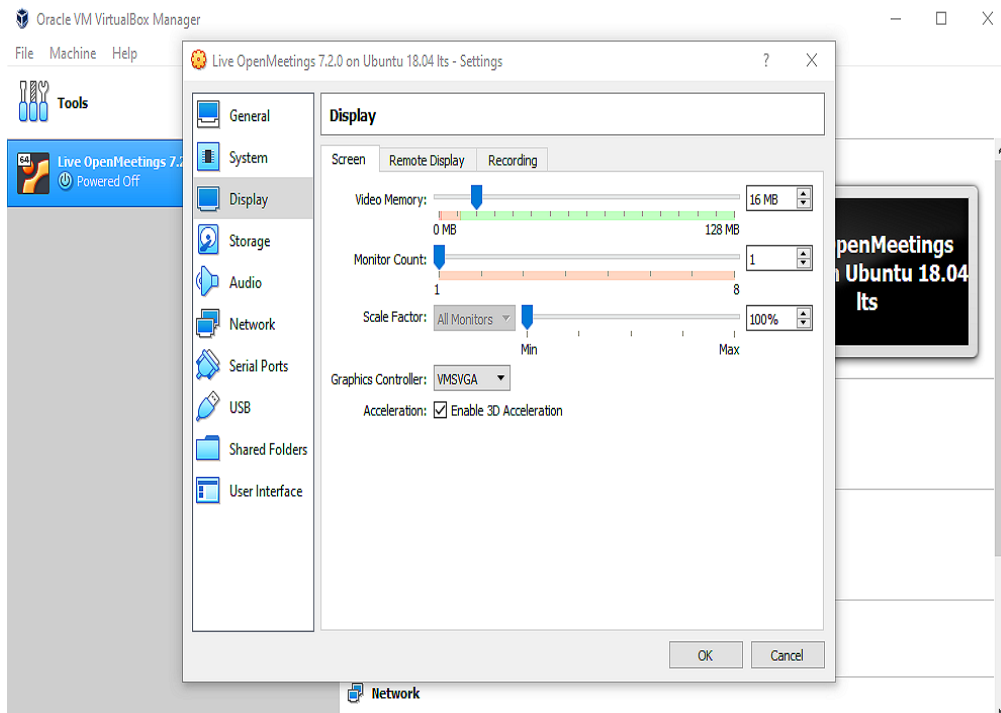 Oracle VM VirtualBox Manager
File Machine Help
Tools
64
Live OpenMeetings 7.2
Powered Off
Live OpenMeetings 7.2.0 on Ubuntu 18.04 lts - Settings
?
General
System
Display
Storage
Audio
Network
Serial Ports
USB
Shared Folders
User Interface
Display
Screen Remote Display Recording
Video Memory: 16 MB
0 MB 128 MB
Monitor Count: 1
1 8
Scale Factor: All Monitors 100%
Min Max
Graphics Controller: VMSVGA
Acceleration: Enable 3D Acceleration
OK Cancel
penMeetings
Ubuntu 18.04
lts
Network